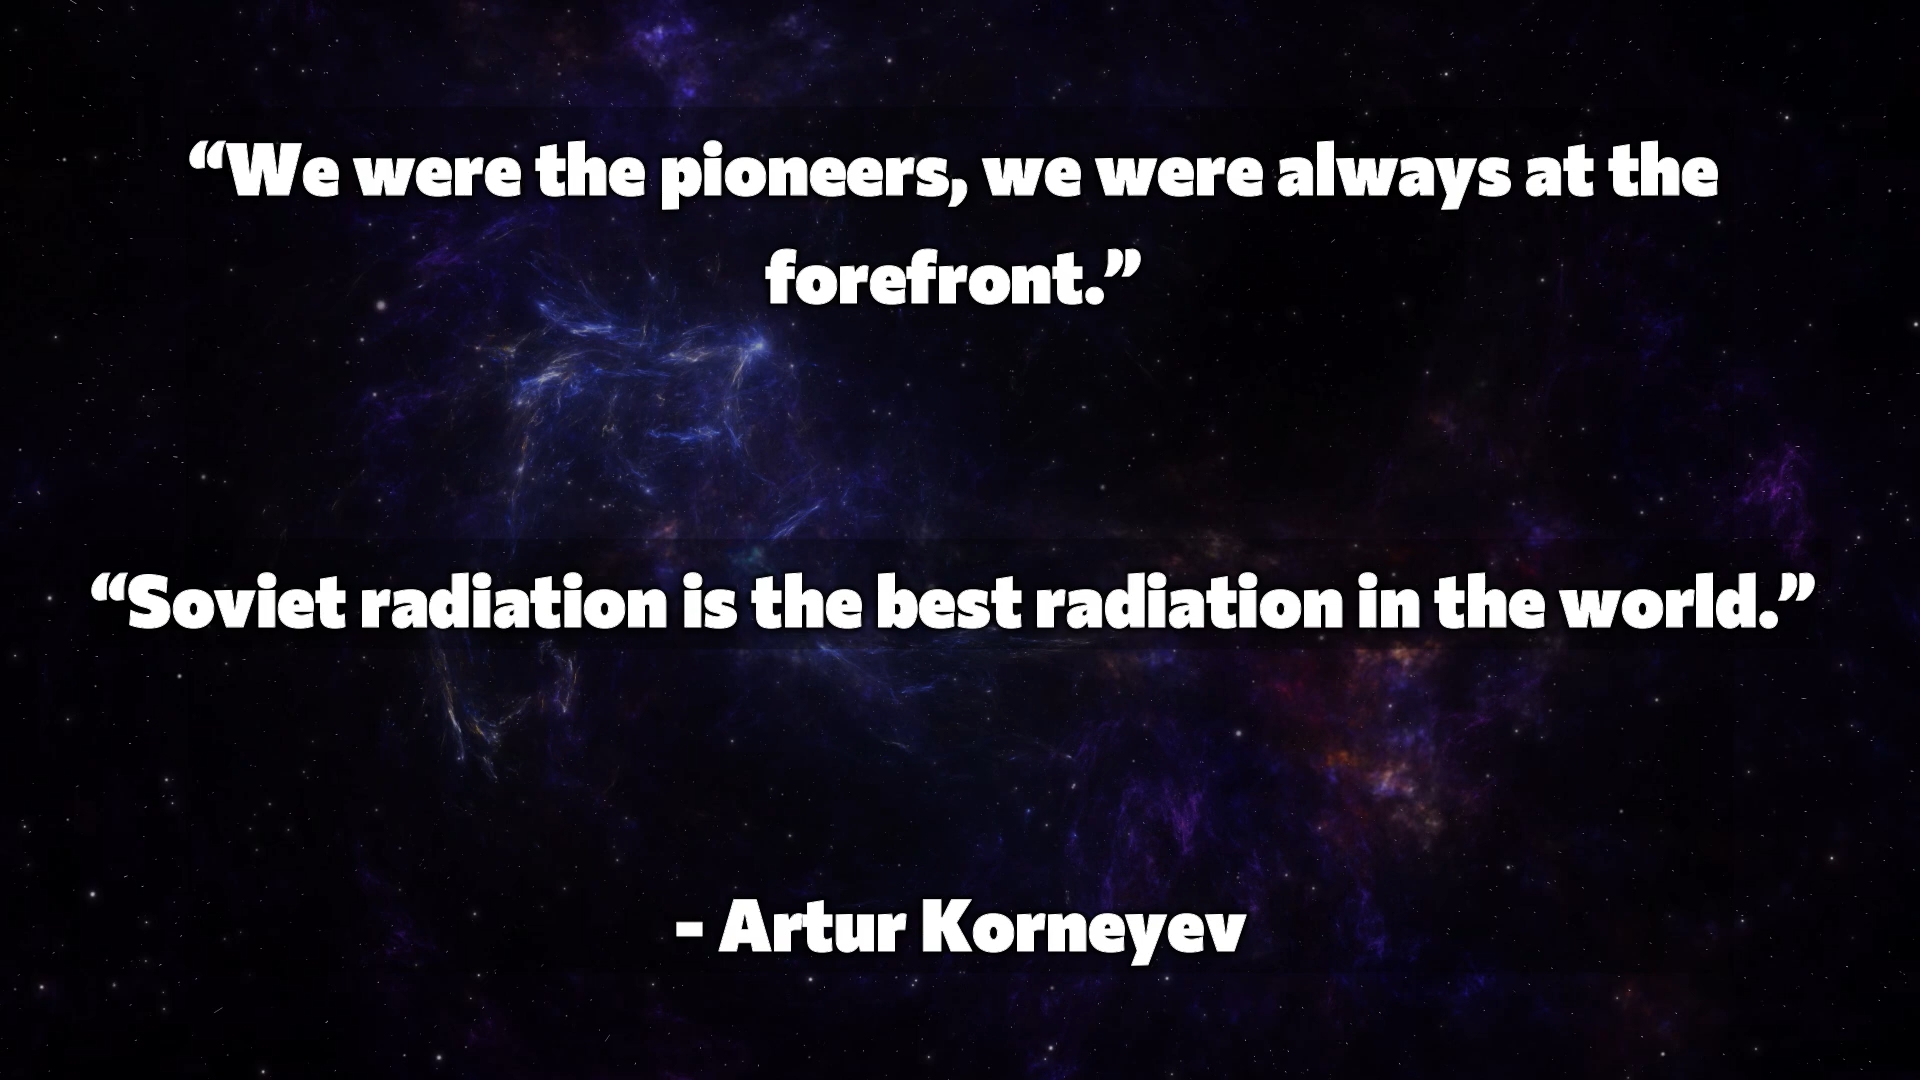 “We were the pioneers, we were always at the
forefront.”
“Soviet radiation is the best radiation in the world.”
- Artur Korneyev